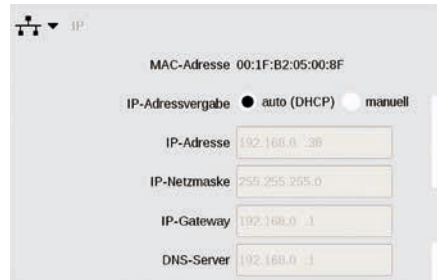 IP
MAC-Adresse 00:1F:B2:05:00:8F
IP-Adressvergabe auto (DHCP) manuell
IP-Adresse 192.168.0. .30
IP-Netzmaske 255.255.255.0
IP-Gateway 192.168.0. .1
DNS-Server 192.168.0. .1